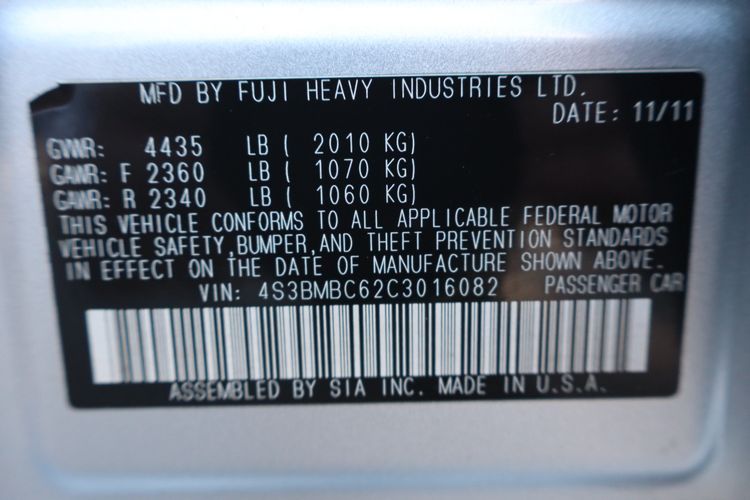 MFD BY FUJI HEAVY INDUSTRIES LTD.
DATE: 11/11
GVWR: 4435 LB ( 2010 KG)
GAWR: F 2360 LB ( 1070 KG)
GAWR: R 2340 LB ( 1060 KG)
THIS VEHICLE CONFORMS TO ALL APPLICABLE FEDERAL MOTOR
VEHICLE SAFETY,BUMPER,AND THEFT PREVENTION STANDARDS
IN EFFECT ON THE DATE OF MANUFACTURE SHOWN ABOVE.
VIN: 4S3BMBC62C3016082 PASSENGER CAR
ASSEMBLED BY SIA INC. MADE IN U.S.A.